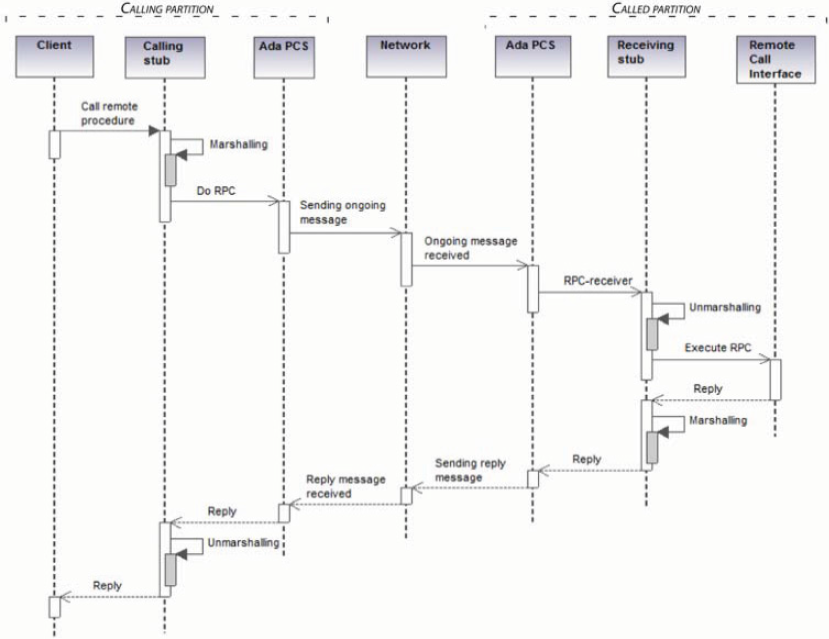 CALLING PARTITION
CALLED PARTITION
Client
Calling
stub
Ada PCS
Network
Ada PCS
Receiving
stub
Remote
Call
Interface
Call remote
procedure
Marshalling
Do RPC
Sending ongoing
message
Ongoing message
received
RPC-receiver
Unmarshalling
Execute RPC
Reply
Marshalling
Reply
Sending reply
message
Reply message
received
Reply
Unmarshalling
Reply